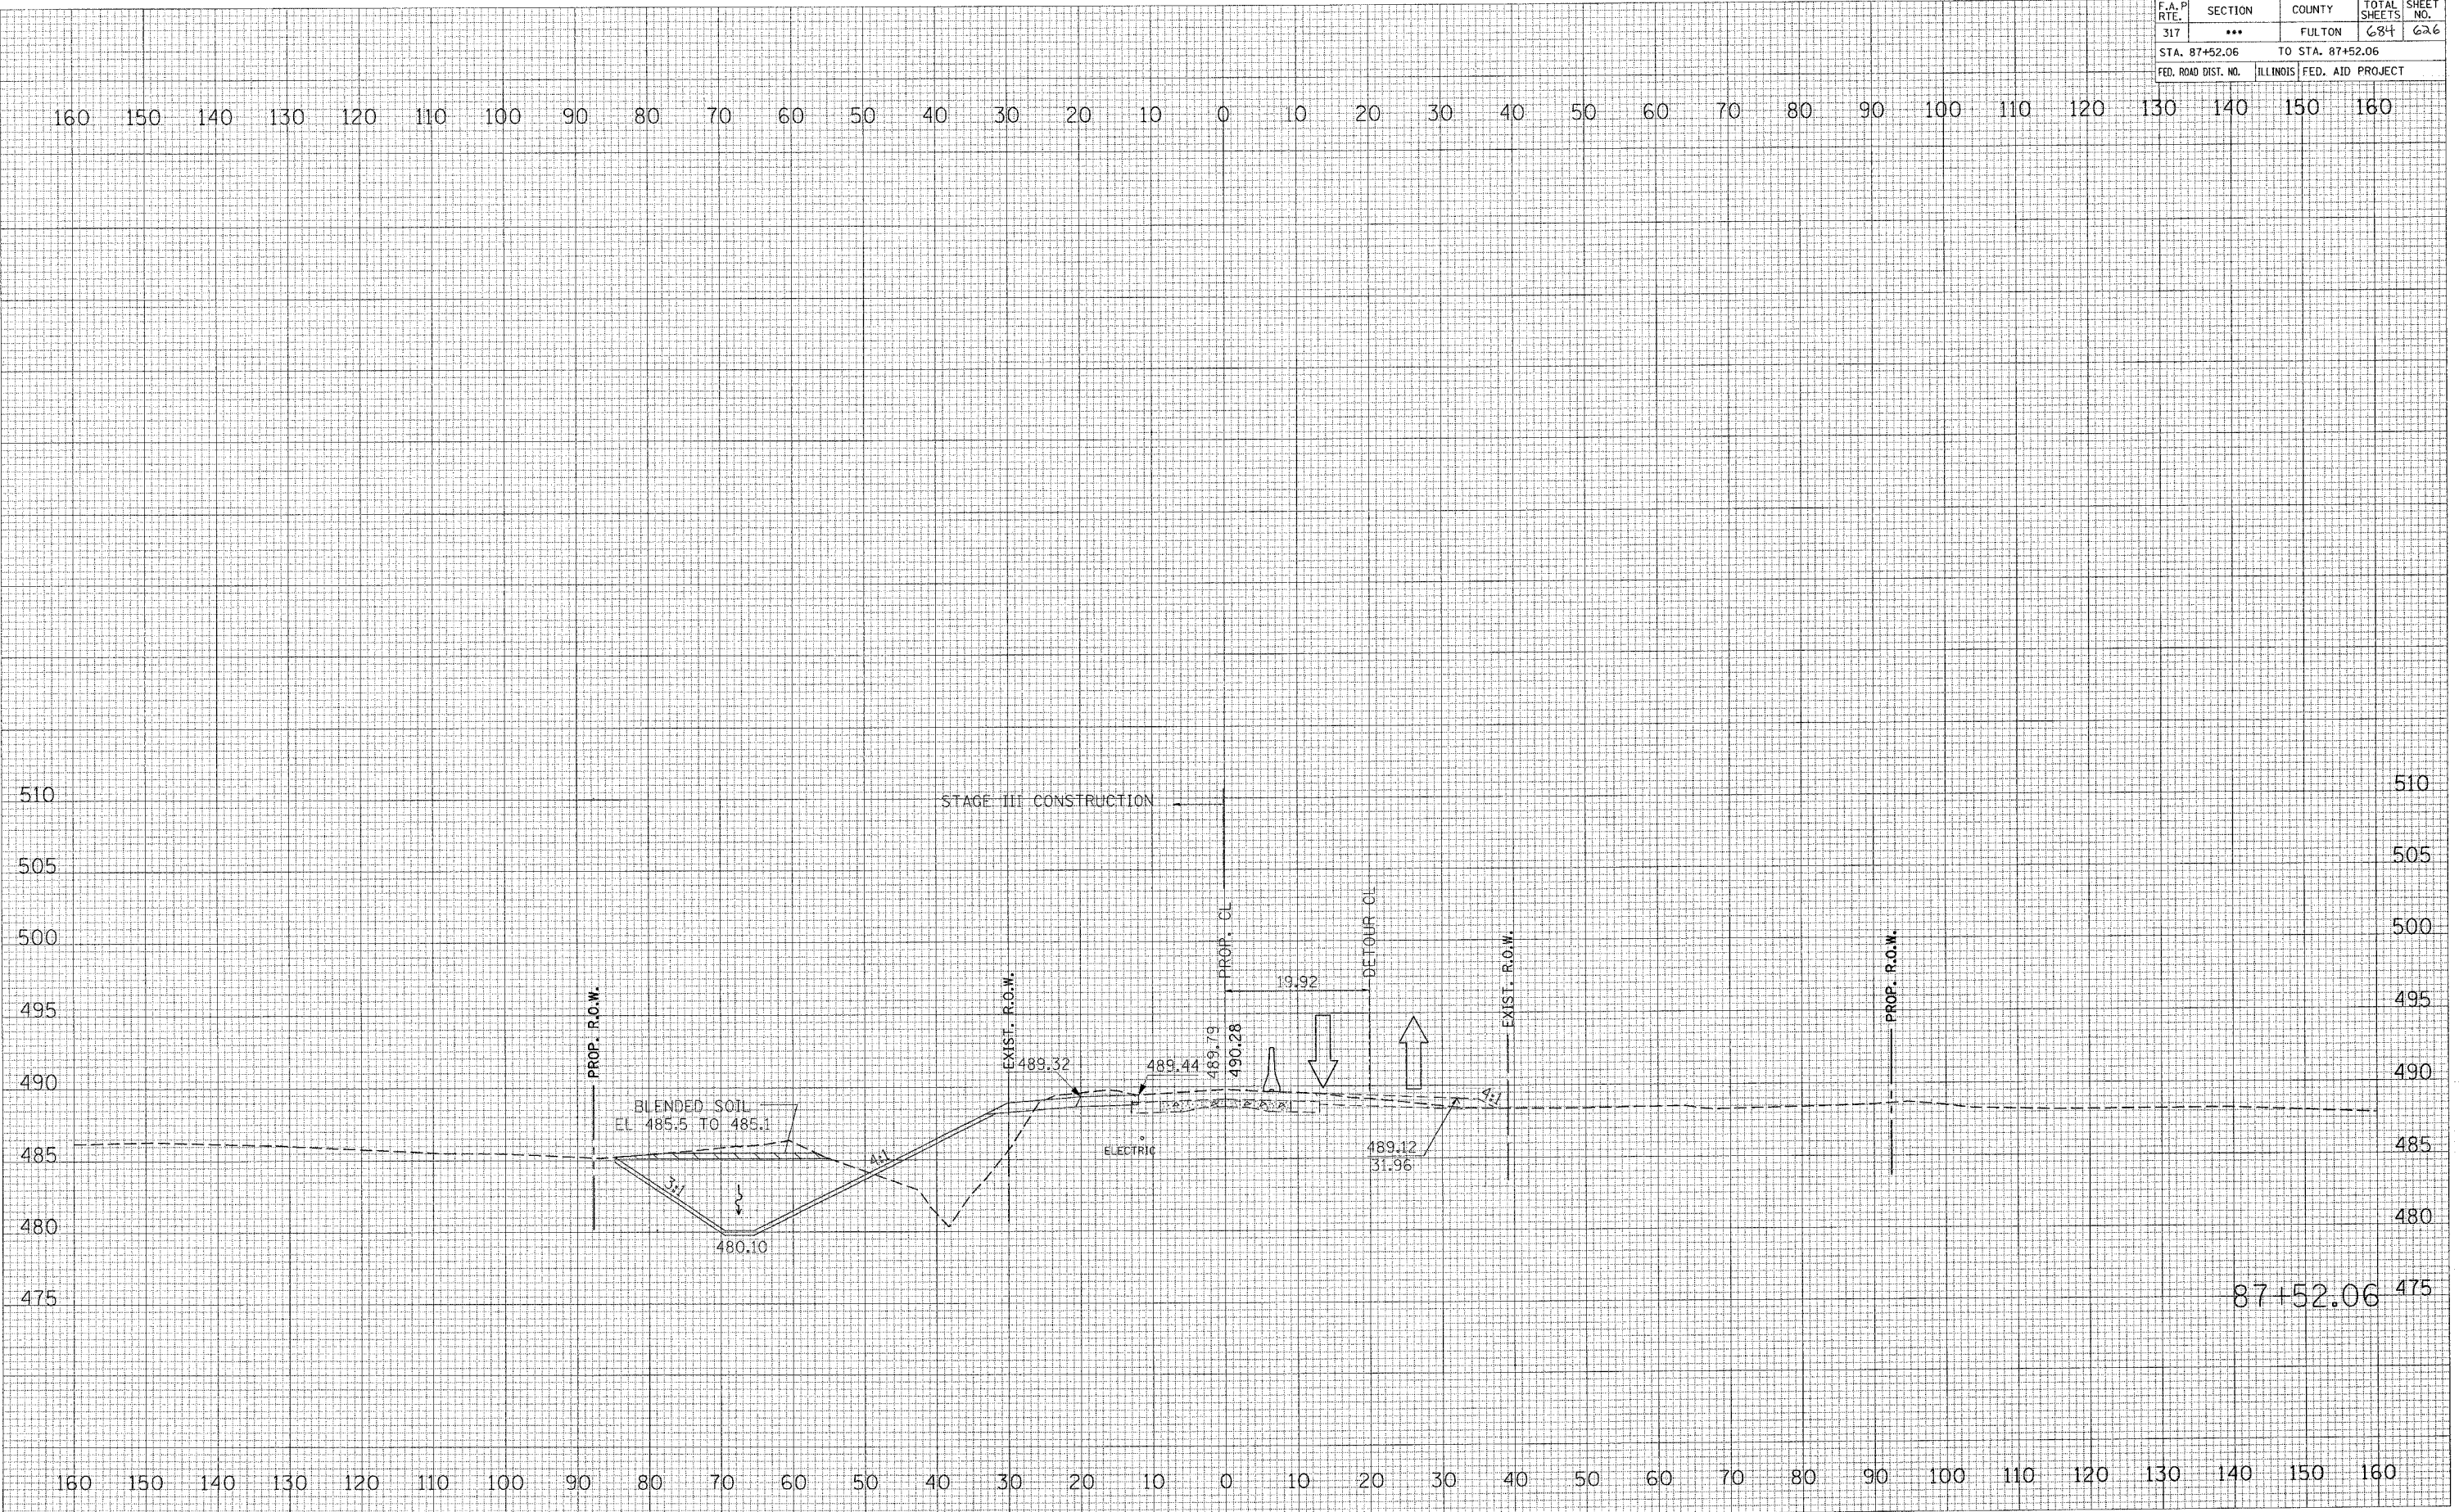 F.A.P RTE. SECTION COUNTY TOTAL SHEETS SHEET NO.
317 *** FULTON 684 626
STA. 87+52.06 TO STA. 87+52.06
FED. ROAD DIST. NO. ILLINOIS FED. AID PROJECT
160 150 140 130 120 110 100 90 80 70 60 50 40 30 20 10 0 10 20 30 40 50 60 70 80 90 100 110 120 130 140 150 160
510 510
STAGE III CONSTRUCTION
505 505
500 500
PROP. CL
DETOUR CL
EXIST. R.O.W.
PROP. R.O.W.
19.92
495 495
PROP. R.O.W.
EXIST. R.O.W.
489.79
490.28
489.32
489.44
490 490
4:1
BLENDED SOIL
EL 485.5 TO 485.1
ELECTRIC
489.12
31.96
485 485
4:1
3:1
480 480
480.10
475 475
87+52.06
160 150 140 130 120 110 100 90 80 70 60 50 40 30 20 10 0 10 20 30 40 50 60 70 80 90 100 110 120 130 140 150 160